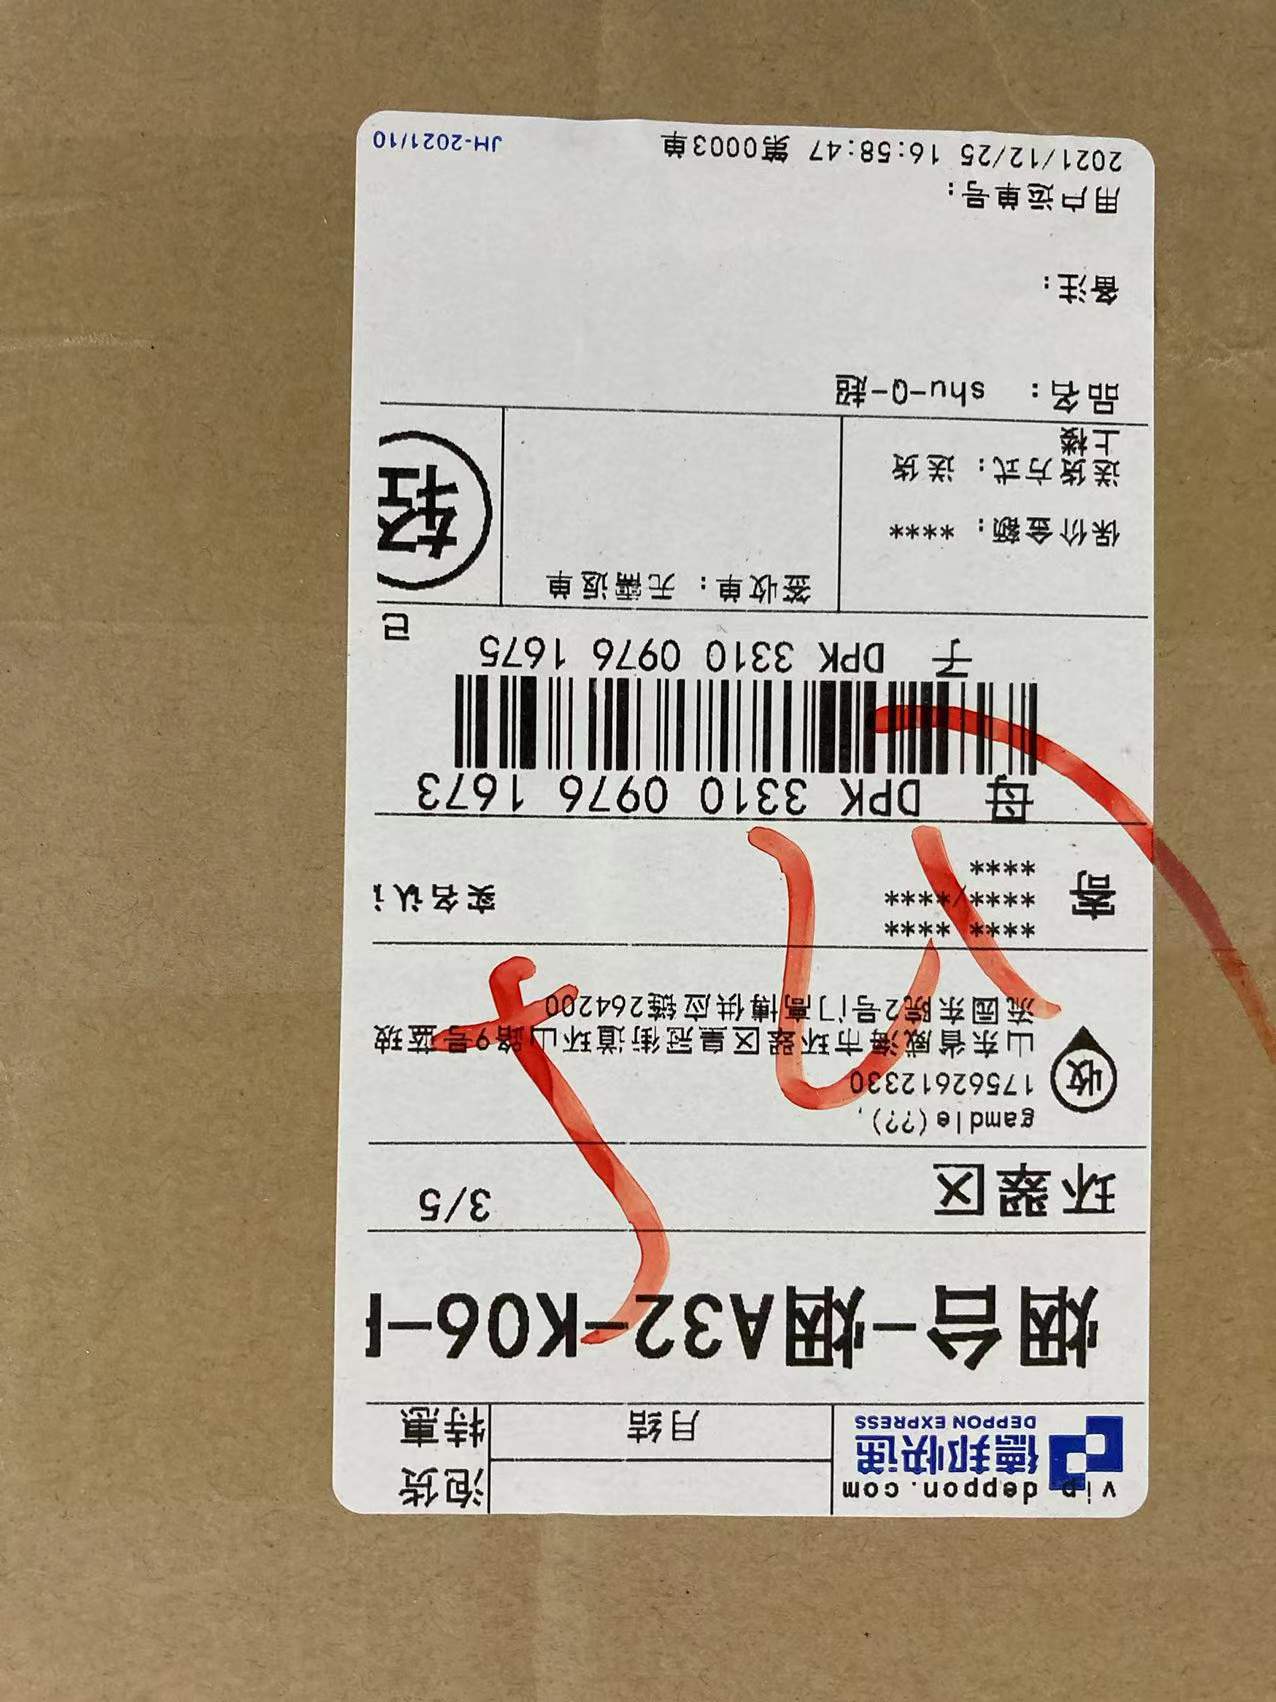 vip.deppon.com
德邦快递
DEPPON EXPRESS
月结
泡货
特惠
烟台-烟A32-K06-
环翠区 3/5
收
gamdle(??),
17562612330
山东省威海市环翠区皇冠街道环山路9号蓝玻
流园东院2号门高博供应链264200
寄
**** ****
****/****
****
实名认
母 DPK 3310 0976 1673
子 DPK 3310 0976 1675
已
签收单: 无需返单
保价金额: ****
送货方式: 送货
上楼
轻
品名: shu-Q-超
备注:
用户运单号:
2021/12/25 16:58:47 第0003单
JH-2021/10